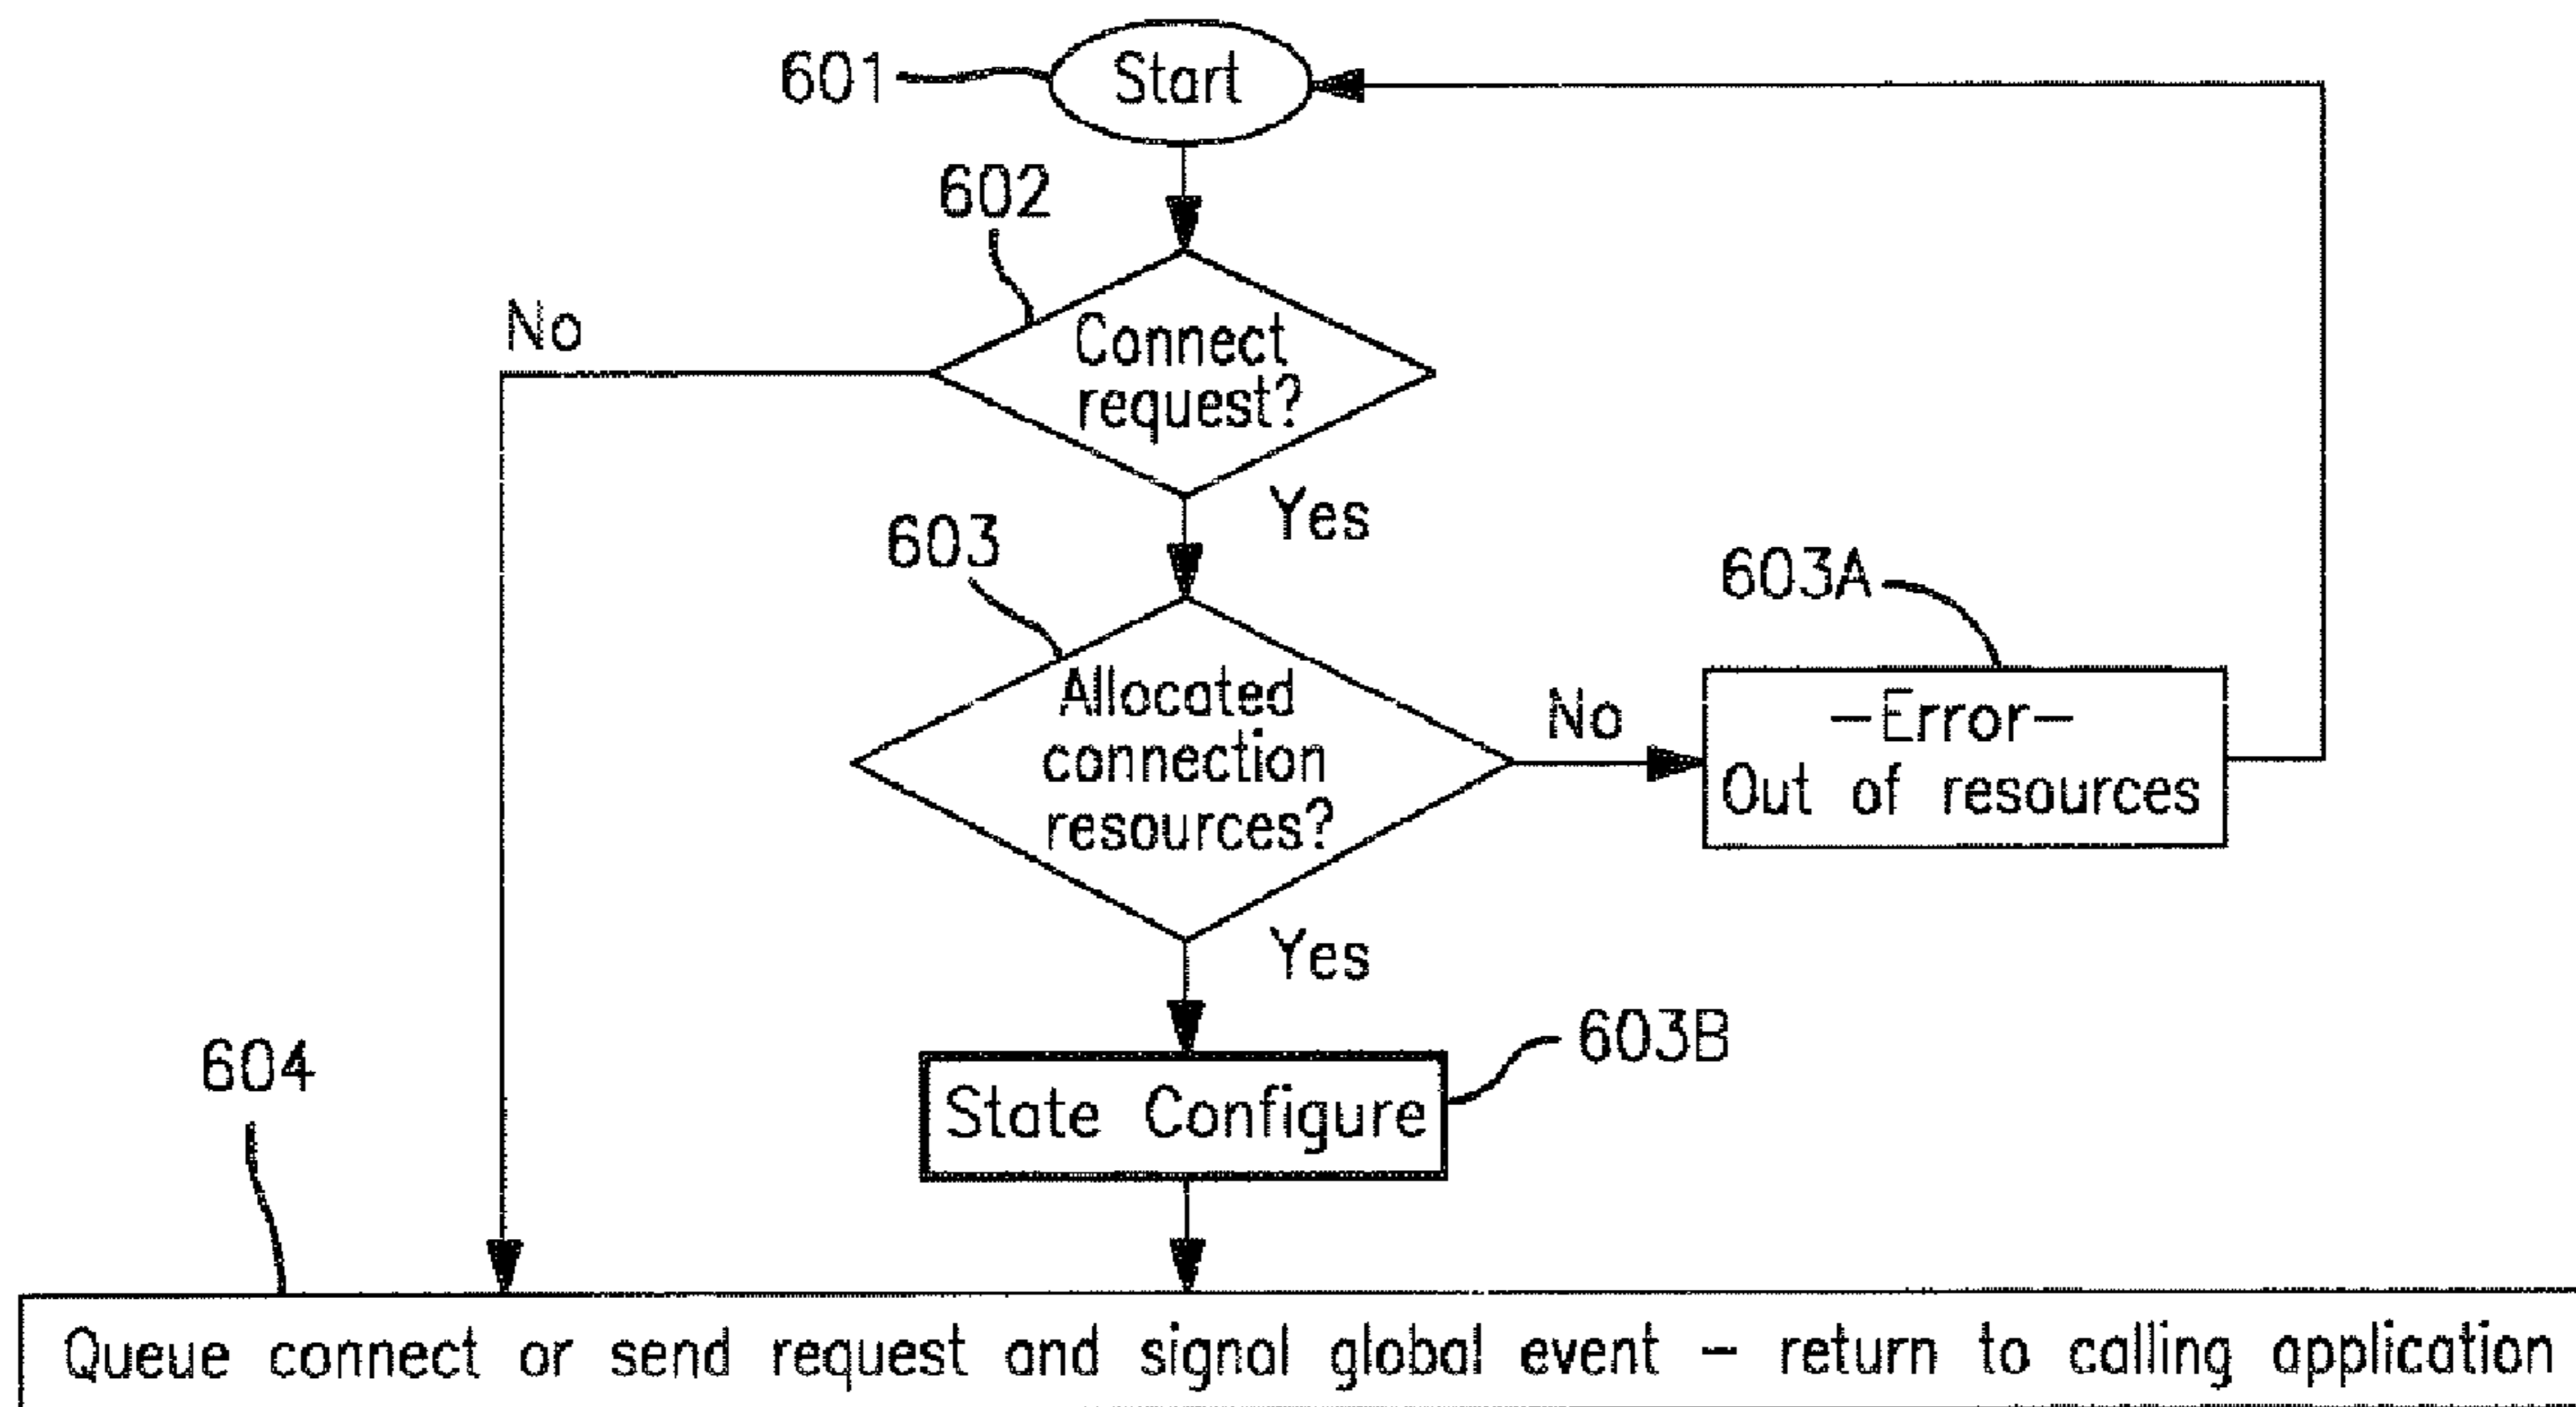 601
Start
602
No
Connect
request?
Yes
603
603A
Allocated
connection
resources?
No
—Error—
Out of resources
Yes
603B
State Configure
604
Queue connect or send request and signal global event — return to calling application